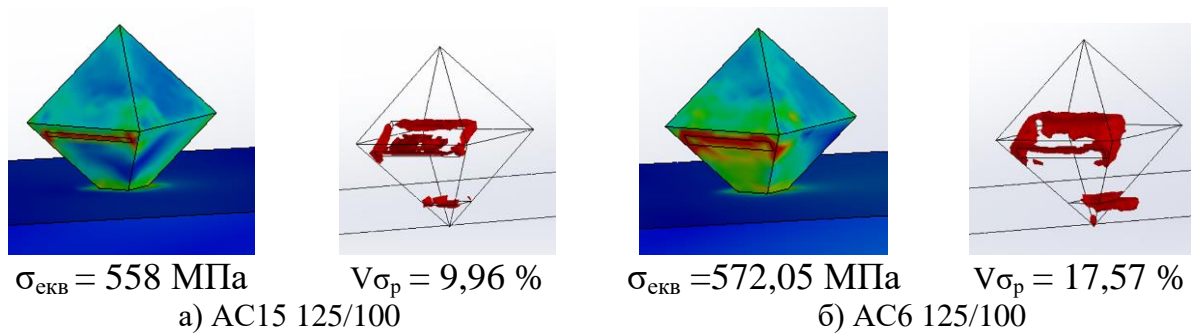 σекв = 558 МПа Vσр = 9,96 % σекв =572,05 МПа Vσр = 17,57 %
а) АС15 125/100 б) АС6 125/100